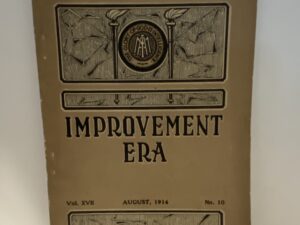 IMPROVEMENT
ERA
Vol. XVII AUGUST, 1914 No. 10